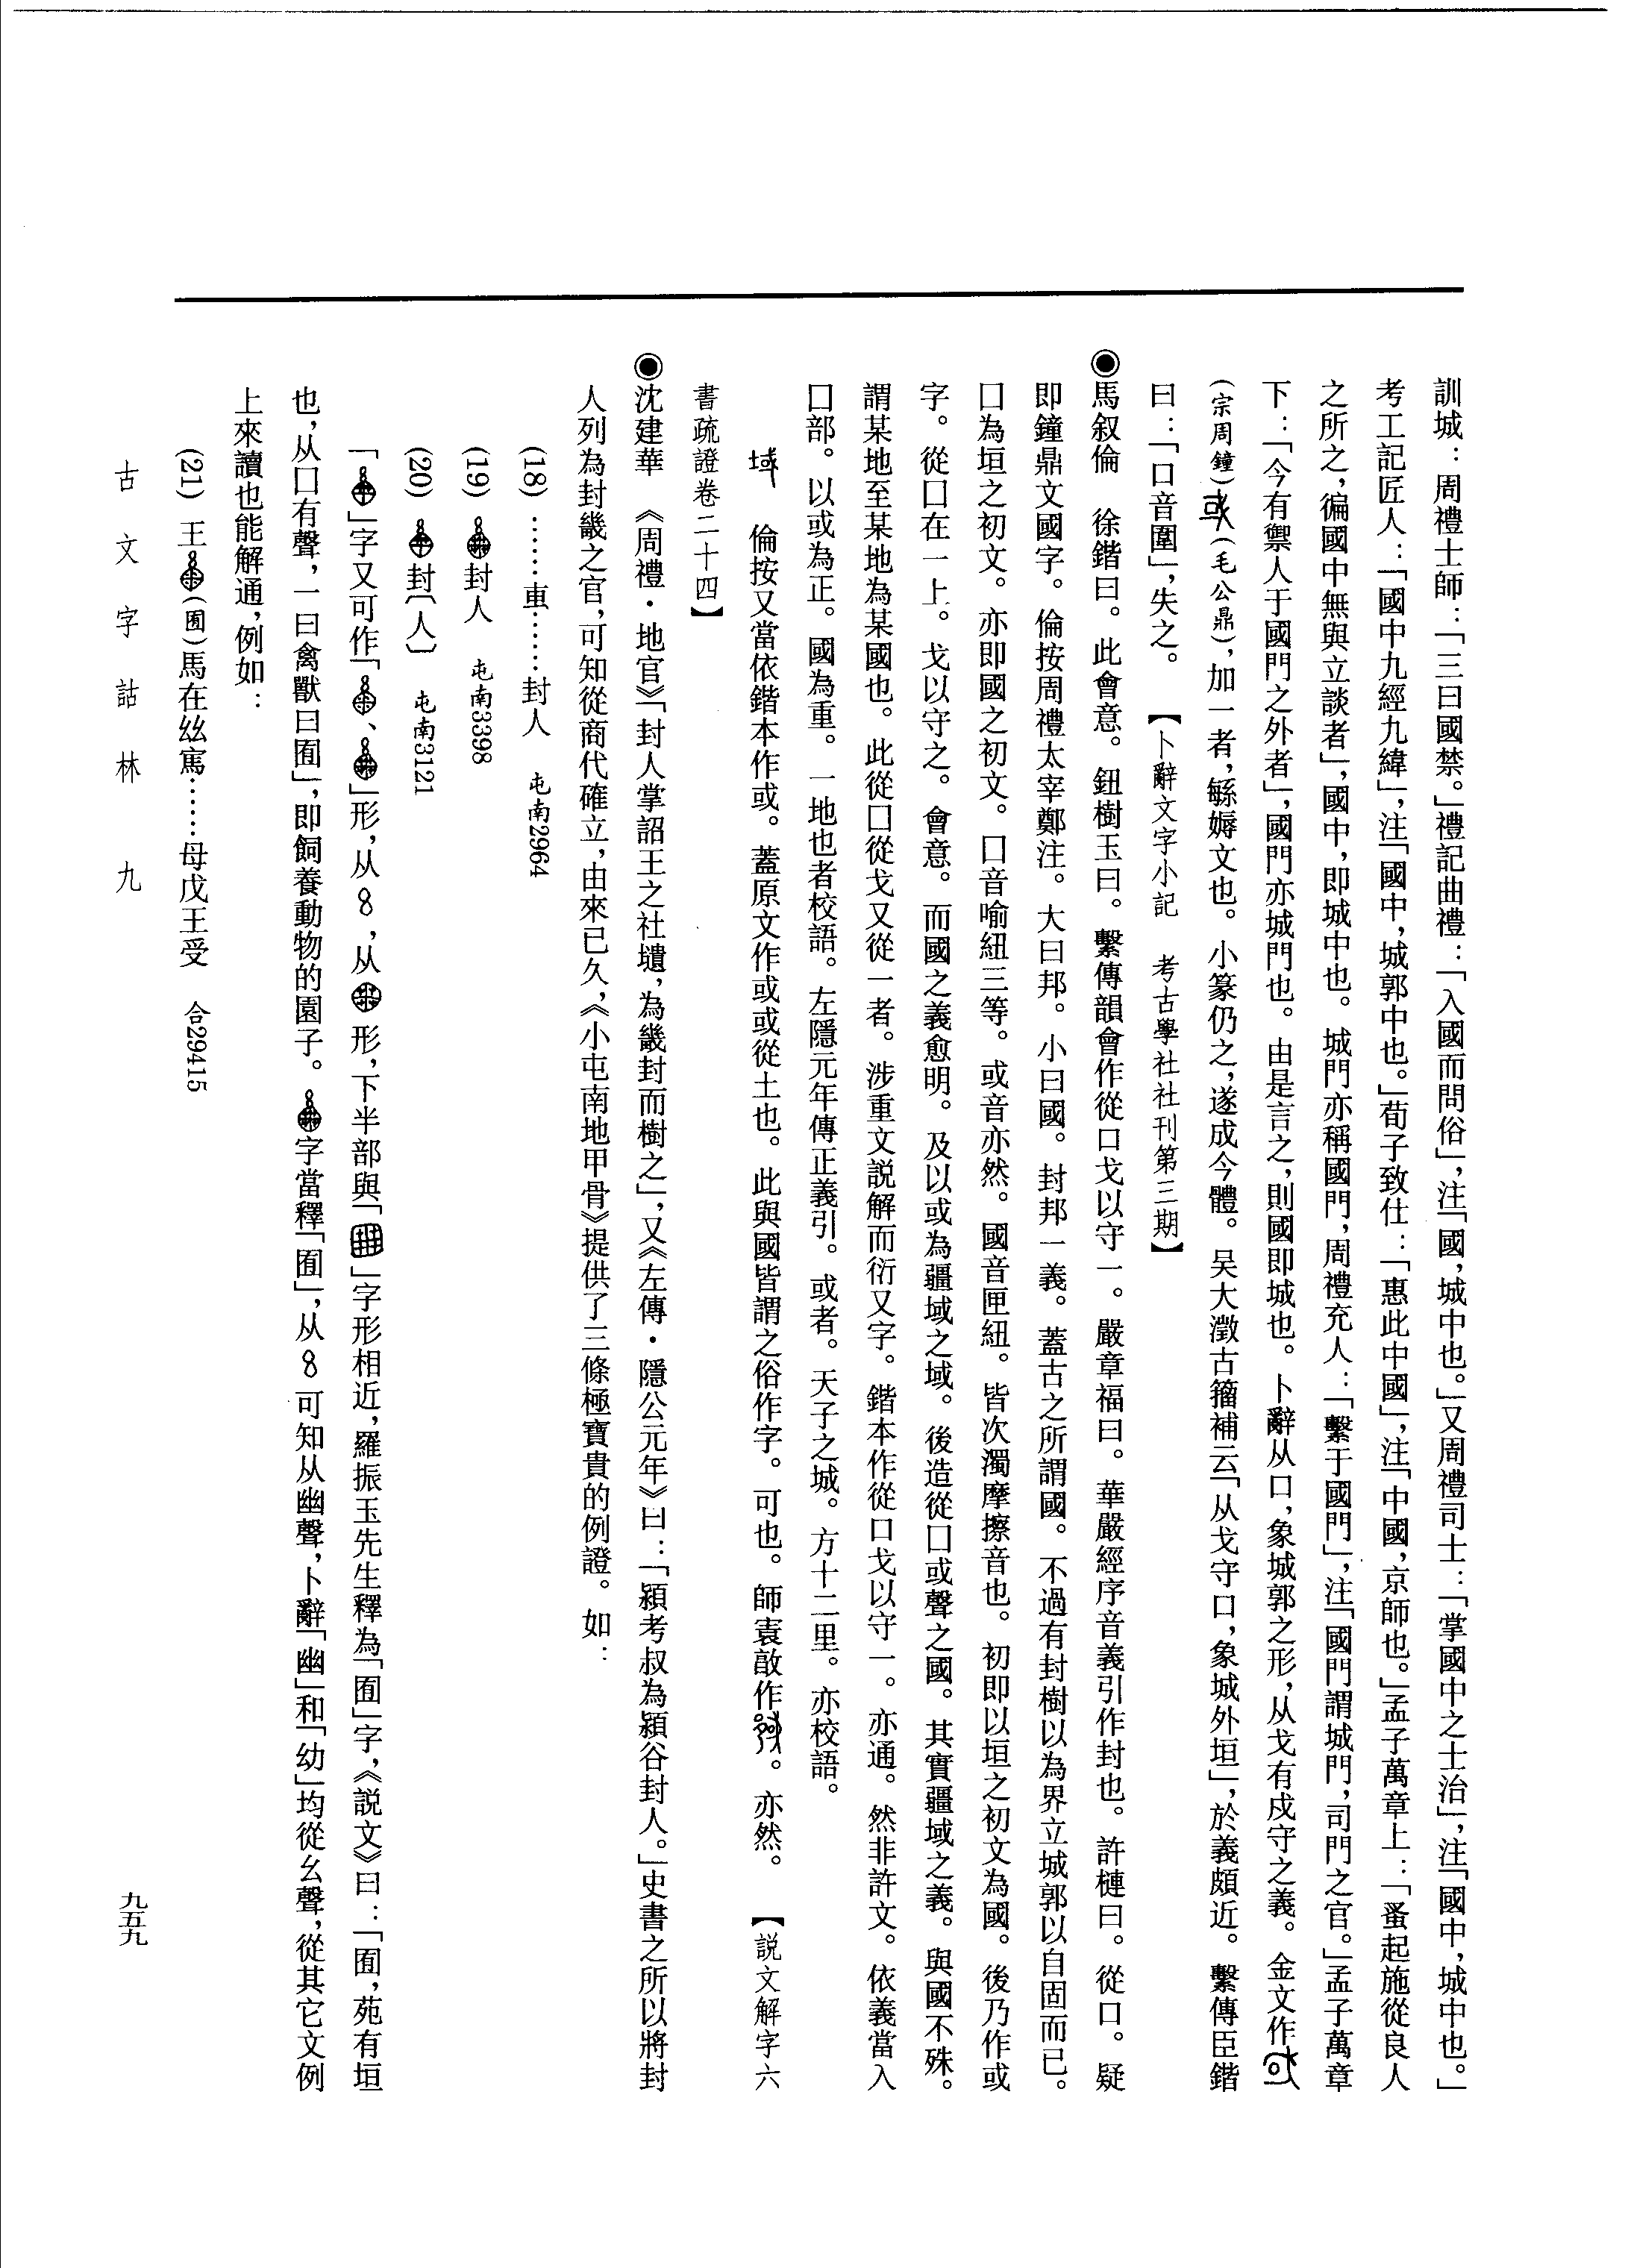 訓城：周禮士師：「三曰國禁。」禮記曲禮：「入國而問俗」，注「國，城中也。」又周禮司士：「掌國中之士治」，注「國中，城中也。」
考工記匠人：「國中九經九緯」，注「國中，城郭中也。」荀子致仕：「惠此中國」，注「中國，京師也。」孟子萬章上：「蚤起施從良人
之所之，徧國中無與立談者」，國中，即城中也。城門亦稱國門，周禮充人：「繫于國門」，注「國門謂城門，司門之官。」孟子萬章
下：「今有禦人于國門之外者」，國門亦城門也。由是言之，則國即城也。卜辭从口，象城郭之形，从戈有戍守之義。金文作
（宗周鐘）（毛公鼎），加一者，緐縟文也。小篆仍之，遂成今體。吴大澂古籀補云「从戈守口，象城外垣」，於義頗近。繫傳臣鍇
曰：「口音圍」，失之。【卜辭文字小記　考古學社社刊第三期】
◉馬叙倫　徐鍇曰。此會意。鈕樹玉曰。繫傳韻會作從口戈以守一。嚴章福曰。華嚴經序音義引作封也。許槤曰。從口。疑
即鐘鼎文國字。倫按周禮太宰鄭注。大曰邦。小曰國。封邦一義。蓋古之所謂國。不過有封樹以為界立城郭以自固而已。
囗為垣之初文。亦即國之初文。囗音喻紐三等。或音亦然。國音匣紐。皆次濁摩擦音也。初即以垣之初文為國。後乃作或
字。從囗在一上。戈以守之。會意。而國之義愈明。及以或為疆域之域。後造從囗或聲之國。其實疆域之義。與國不殊。
謂某地至某地為某國也。此從囗從戈又從一者。涉重文説解而衍又字。鍇本作從口戈以守一。亦通。然非許文。依義當入
囗部。以或為正。國為重。一地也者校語。左隱元年傳正義引。或者。天子之城。方十二里。亦校語。
域　倫按又當依鍇本作或。蓋原文作或或從土也。此與國皆謂之俗作字。可也。師袁敔作。亦然。【説文解字六
書疏證卷二十四】
◉沈建華　《周禮・地官》「封人掌詔王之社壝，為畿封而樹之」，又《左傳・隱公元年》曰：「潁考叔為潁谷封人。」史書之所以將封
人列為封畿之官，可知從商代確立，由來已久，《小屯南地甲骨》提供了三條極寶貴的例證。如：
(18)……車……封人　屯南2964
(19)封人　屯南3398
(20)封〔人〕　屯南3121
「」字又可作「、」形，从，从形，下半部與「」字形相近，羅振玉先生釋為「囿」字，《説文》曰：「囿，苑有垣
也，从囗有聲，一曰禽獸曰囿」，即飼養動物的園子。字當釋「囿」，从可知从幽聲，卜辭「幽」和「幼」均從幺聲，從其它文例
上來讀也能解通，例如：
(21)王（囿）馬在兹寫……母戊王受　合29415
古文字詁林　九
九五九